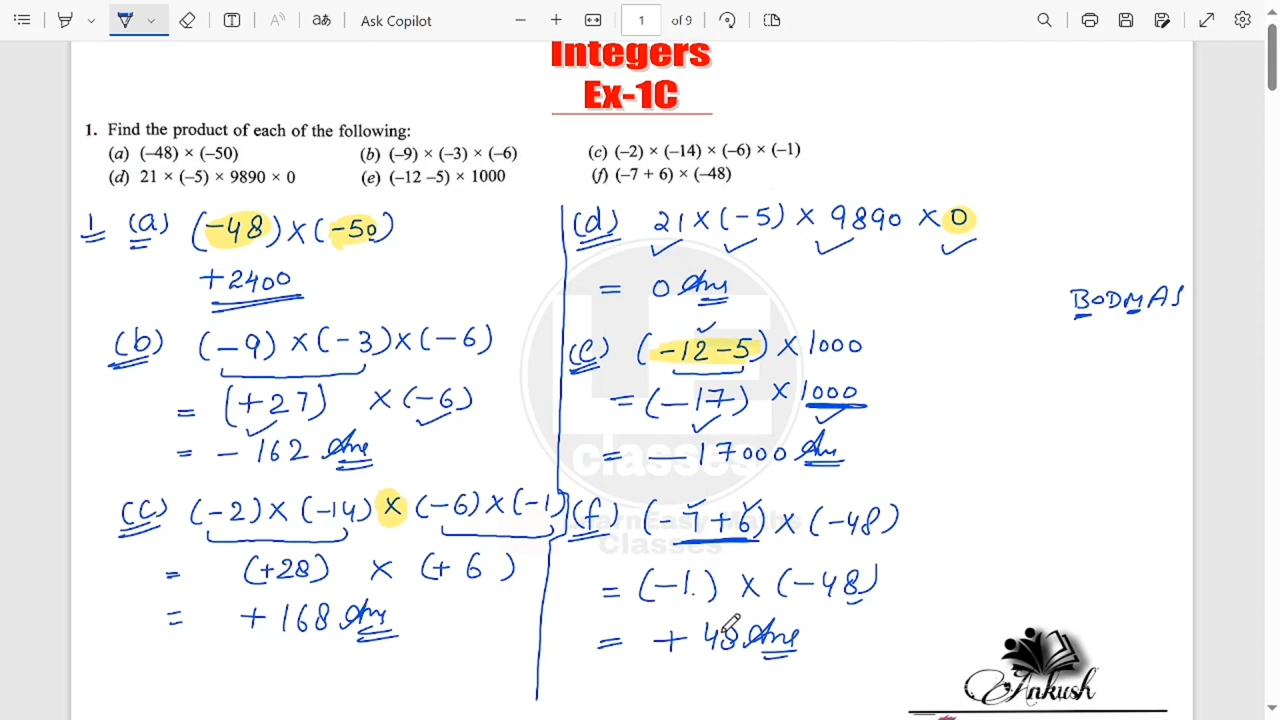 Ask Copilot
1
of 9
Integers
Ex-1C
1. Find the product of each of the following:
(a) (–48) × (–50) (b) (–9) × (–3) × (–6) (c) (–2) × (–14) × (–6) × (–1)
(d) 21 × (–5) × 9890 × 0 (e) (–12 –5) × 1000 (f) (–7 + 6) × (–48)
1 (a) (-48) × (-50)
+2400
(b) (-9) × (-3) × (-6)
= (+27) × (-6)
= -162 Ans
(c) (-2) × (-14) × (-6) × (-1)
= (+28) × (+6)
= +168 Ans
(d) 21 × (-5) × 9890 × 0
= 0 Ans
BODMAS
(e) (-12-5) × 1000
= (-17) × 1000
= -17000 Ans
(f) (-7+6) × (-48)
= (-1) × (-48)
= +48 Ans
LearnEasy Maths
Classes
classes
Ankush